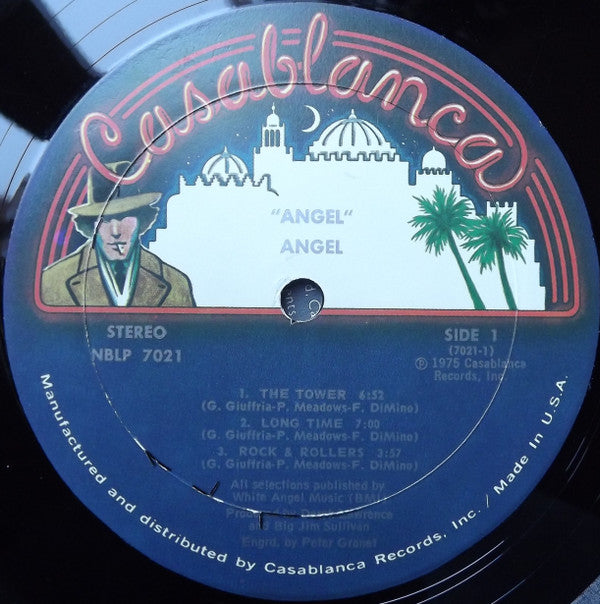 Casablanca
"ANGEL"
ANGEL
STEREO
NBLP 7021
SIDE 1
(7021-1)
℗ 1975 Casablanca
Records, Inc.
1. THE TOWER 6:52
(G. Giuffria-P. Meadows-F. DiMino)
2. LONG TIME 7:00
(G. Giuffria-P. Meadows-F. DiMino)
3. ROCK & ROLLERS 3:57
(G. Giuffria-P. Meadows-F. DiMino)
All selections published by
White Angel Music (BMI)
and Big Jim Sullivan
Engrd. by Peter Granet
Manufactured and distributed by Casablanca Records, Inc. / Made In U.S.A.